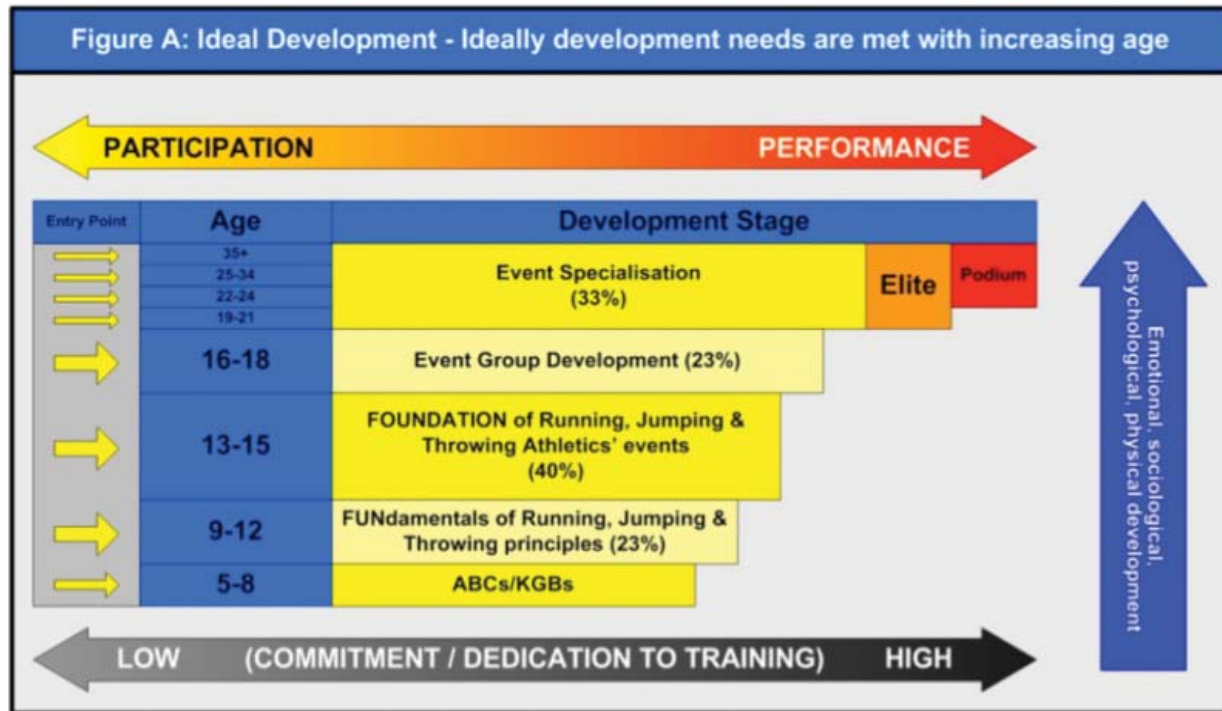 Figure A: Ideal Development - Ideally development needs are met with increasing age
PARTICIPATION PERFORMANCE
Entry Point Age Development Stage
35+
25-34
22-24
19-21
Event Specialisation
(33%)
Elite
Podium
16-18 Event Group Development (23%)
13-15
FOUNDATION of Running, Jumping &
Throwing Athletics' events
(40%)
9-12
FUNdamentals of Running, Jumping &
Throwing principles (23%)
5-8 ABCs/KGBs
LOW (COMMITMENT / DEDICATION TO TRAINING) HIGH
Emotional, sociological,
psychological, physical development